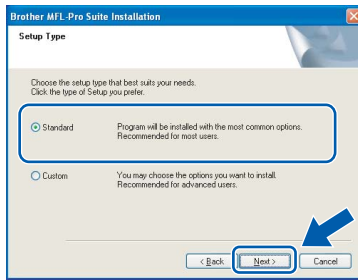 Brother MFL-Pro Suite Installation
Setup Type
Choose the setup type that best suits your needs.
Click the type of Setup you prefer.
Standard
Program will be installed with the most common options.
Recommended for most users.
Custom
You may choose the options you want to install.
Recommended for advanced users.
< Back
Next >
Cancel